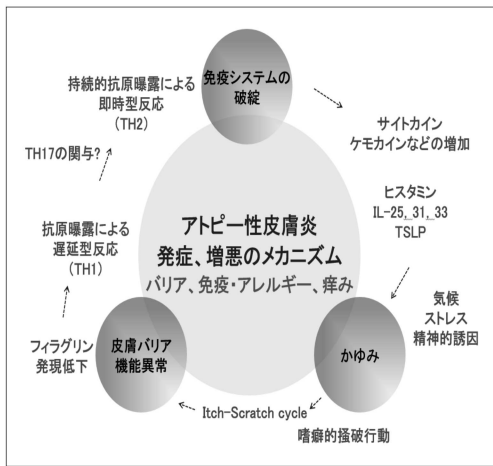 免疫システムの
破綻
持続的抗原曝露による
即時型反応
(TH2)
TH17の関与?
抗原曝露による
遅延型反応
(TH1)
フィラグリン
発現低下
サイトカイン
ケモカインなどの増加
ヒスタミン
IL-25, 31, 33
TSLP
気候
ストレス
精神的誘因
アトピー性皮膚炎
発症、増悪のメカニズム
バリア、免疫・アレルギー、痒み
皮膚バリア
機能異常
かゆみ
Itch-Scratch cycle
嗜癖的掻破行動